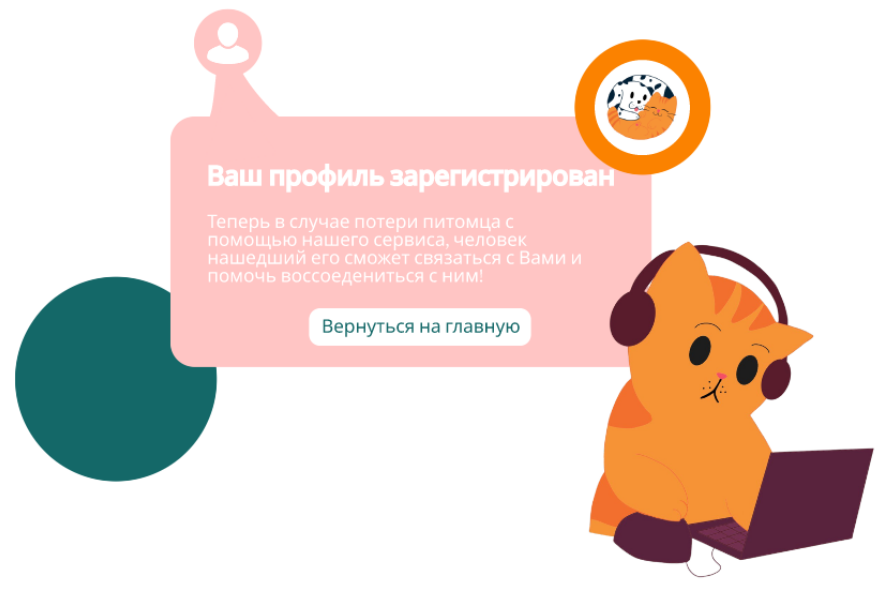 Ваш профиль зарегистрирован
Теперь в случае потери питомца с
помощью нашего сервиса, человек
нашедший его сможет связаться с Вами и
помочь воссоедениться с ним!
Вернуться на главную